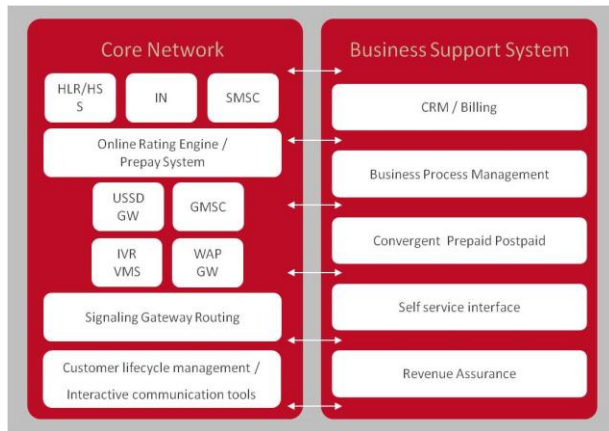 Core Network
HLR/HS
S
IN
SMSC
Online Rating Engine /
Prepay System
USSD
GW
GMSC
IVR
VMS
WAP
GW
Signaling Gateway Routing
Customer lifecycle management /
Interactive communication tools
Business Support System
CRM / Billing
Business Process Management
Convergent Prepaid Postpaid
Self service interface
Revenue Assurance